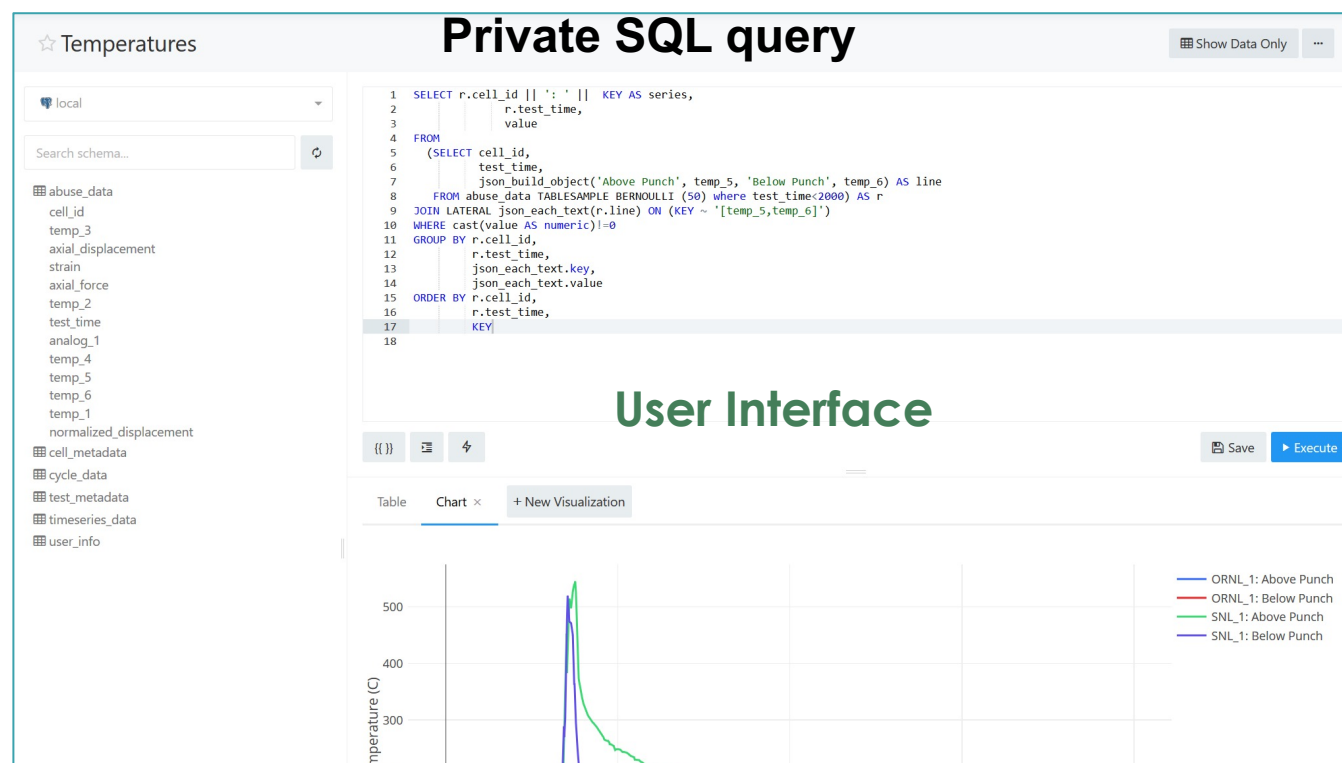 Temperatures
Private SQL query
Show Data Only
...
local
Search schema...
abuse_data
cell_id
temp_3
axial_displacement
strain
axial_force
temp_2
test_time
analog_1
temp_4
temp_5
temp_6
temp_1
normalized_displacement
cell_metadata
cycle_data
test_metadata
timeseries_data
user_info
1 SELECT r.cell_id || ': ' || KEY AS series,
2 r.test_time,
3 value
4 FROM
5 (SELECT cell_id,
6 test_time,
7 json_build_object('Above Punch', temp_5, 'Below Punch', temp_6) AS line
8 FROM abuse_data TABLESAMPLE BERNOULLI (50) where test_time<2000) AS r
9 JOIN LATERAL json_each_text(r.line) ON (KEY ~ '[temp_5,temp_6]')
10 WHERE cast(value AS numeric)!=0
11 GROUP BY r.cell_id,
12 r.test_time,
13 json_each_text.key,
14 json_each_text.value
15 ORDER BY r.cell_id,
16 r.test_time,
17 KEY
18
User Interface
{{ }}
Save
Execute
Table
Chart ×
+ New Visualization
500
400
300
mperature (C)
ORNL_1: Above Punch
ORNL_1: Below Punch
SNL_1: Above Punch
SNL_1: Below Punch